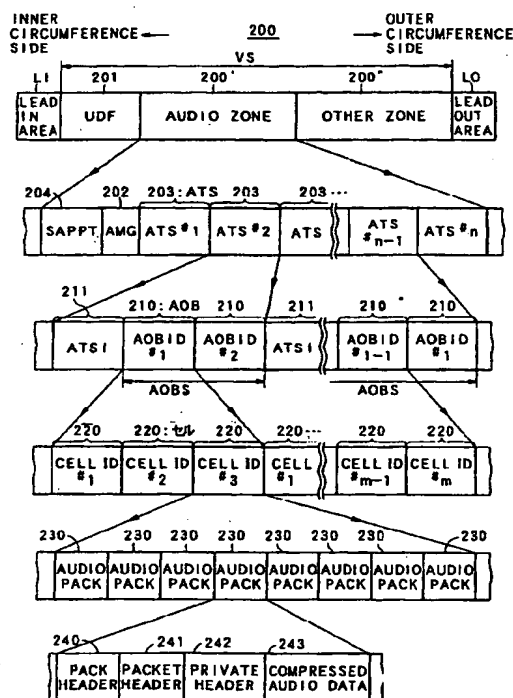 INNER CIRCUMFERENCE SIDE
200
OUTER CIRCUMFERENCE SIDE
VS
LI 201 200' 200" LO
LEAD IN AREA UDF AUDIO ZONE OTHER ZONE LEAD OUT AREA
204 202 203:ATS 203 203...
SAPPT AMG ATS#1 ATS#2 ATS ATS #n-1 ATS #n
211 210:AOB 210 211 210 210
ATSI AOBID #1 AOBID #2 ATSI AOBID #1-1 AOBID #1
AOBS AOBS
220 220:セル 220 220... 220 220
CELL ID #1 CELL ID #2 CELL ID #3 CELL #1 CELL ID #m-1 CELL ID #m
230 230 230 230 230 230 230 230
AUDIO PACK AUDIO PACK AUDIO PACK AUDIO PACK AUDIO PACK AUDIO PACK AUDIO PACK AUDIO PACK
240 241 242 243
PACK HEADER PACKET HEADER PRIVATE HEADER COMPRESSED AUDIO DATA